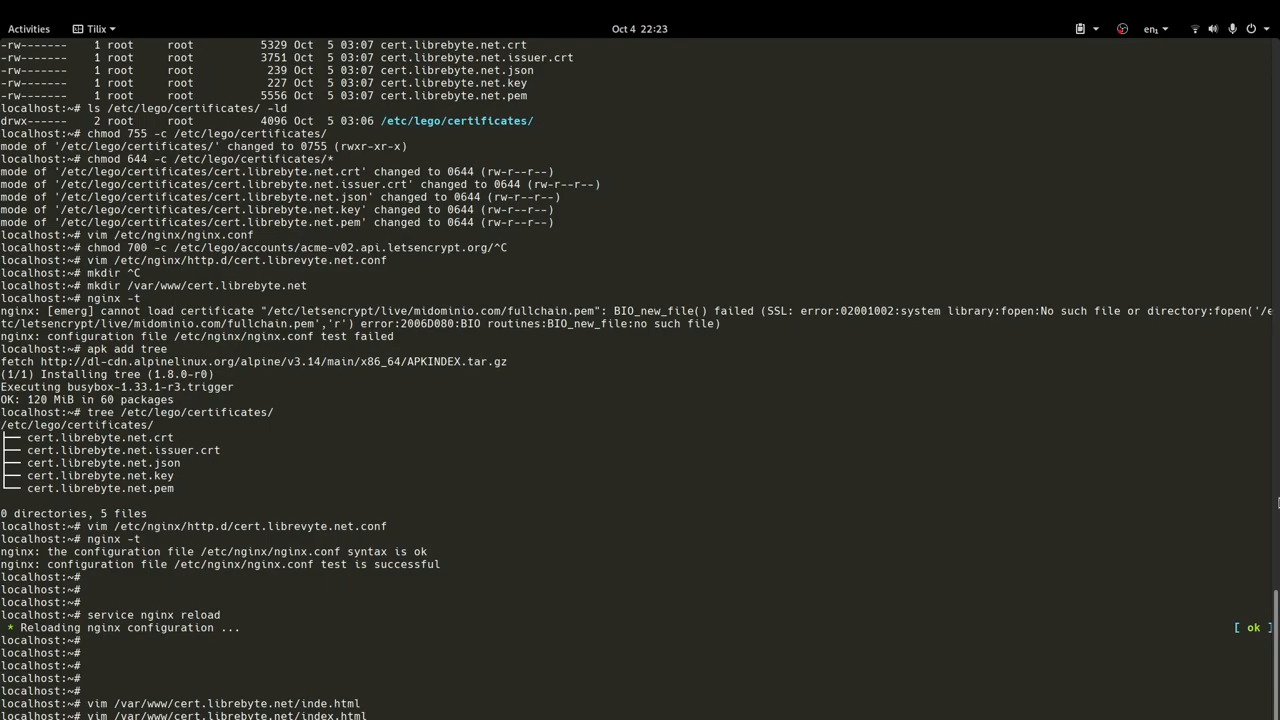 Activities Tilix Oct 4 22:23 en₁
-rw------- 1 root root 5329 Oct 5 03:07 cert.librebyte.net.crt
-rw------- 1 root root 3751 Oct 5 03:07 cert.librebyte.net.issuer.crt
-rw------- 1 root root 239 Oct 5 03:07 cert.librebyte.net.json
-rw------- 1 root root 227 Oct 5 03:07 cert.librebyte.net.key
-rw------- 1 root root 5556 Oct 5 03:07 cert.librebyte.net.pem
localhost:~# ls /etc/lego/certificates/ -ld
drwx------ 2 root root 4096 Oct 5 03:06 /etc/lego/certificates/
localhost:~# chmod 755 -c /etc/lego/certificates/
mode of '/etc/lego/certificates/' changed to 0755 (rwxr-xr-x)
localhost:~# chmod 644 -c /etc/lego/certificates/*
mode of '/etc/lego/certificates/cert.librebyte.net.crt' changed to 0644 (rw-r--r--)
mode of '/etc/lego/certificates/cert.librebyte.net.issuer.crt' changed to 0644 (rw-r--r--)
mode of '/etc/lego/certificates/cert.librebyte.net.json' changed to 0644 (rw-r--r--)
mode of '/etc/lego/certificates/cert.librebyte.net.key' changed to 0644 (rw-r--r--)
mode of '/etc/lego/certificates/cert.librebyte.net.pem' changed to 0644 (rw-r--r--)
localhost:~# vim /etc/nginx/nginx.conf
localhost:~# chmod 700 -c /etc/lego/accounts/acme-v02.api.letsencrypt.org/^C
localhost:~# vim /etc/nginx/http.d/cert.librevyte.net.conf
localhost:~# mkdir ^C
localhost:~# mkdir /var/www/cert.librebyte.net
localhost:~# nginx -t
nginx: [emerg] cannot load certificate "/etc/letsencrypt/live/midominio.com/fullchain.pem": BIO_new_file() failed (SSL: error:02001002:system library:fopen:No such file or directory:fopen('/e
tc/letsencrypt/live/midominio.com/fullchain.pem','r') error:2006D080:BIO routines:BIO_new_file:no such file)
nginx: configuration file /etc/nginx/nginx.conf test failed
localhost:~# apk add tree
fetch http://dl-cdn.alpinelinux.org/alpine/v3.14/main/x86_64/APKINDEX.tar.gz
(1/1) Installing tree (1.8.0-r0)
Executing busybox-1.33.1-r3.trigger
OK: 120 MiB in 60 packages
localhost:~# tree /etc/lego/certificates/
/etc/lego/certificates/
├── cert.librebyte.net.crt
├── cert.librebyte.net.issuer.crt
├── cert.librebyte.net.json
├── cert.librebyte.net.key
└── cert.librebyte.net.pem
0 directories, 5 files
localhost:~# vim /etc/nginx/http.d/cert.librevyte.net.conf
localhost:~# nginx -t
nginx: the configuration file /etc/nginx/nginx.conf syntax is ok
nginx: configuration file /etc/nginx/nginx.conf test is successful
localhost:~#
localhost:~#
localhost:~#
localhost:~# service nginx reload
* Reloading nginx configuration ... [ ok ]
localhost:~#
localhost:~#
localhost:~#
localhost:~#
localhost:~#
localhost:~# vim /var/www/cert.librebyte.net/inde.html
localhost:~# vim /var/www/cert.librebyte.net/index.html